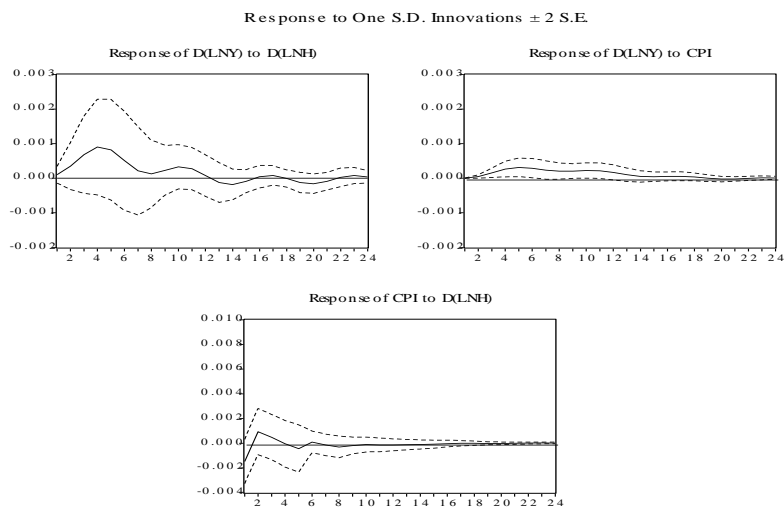 Response to One S.D. Innovations ± 2 S.E.
Response of D(LNY) to D(LNH)
0.003
0.002
0.001
0.000
-0.001
-0.002
2 4 6 8 10 12 14 16 18 20 22 24
Response of D(LNY) to CPI
0.003
0.002
0.001
0.000
-0.001
-0.002
2 4 6 8 10 12 14 16 18 20 22 24
Response of CPI to D(LNH)
0.010
0.008
0.006
0.004
0.002
0.000
-0.002
-0.004
2 4 6 8 10 12 14 16 18 20 22 24